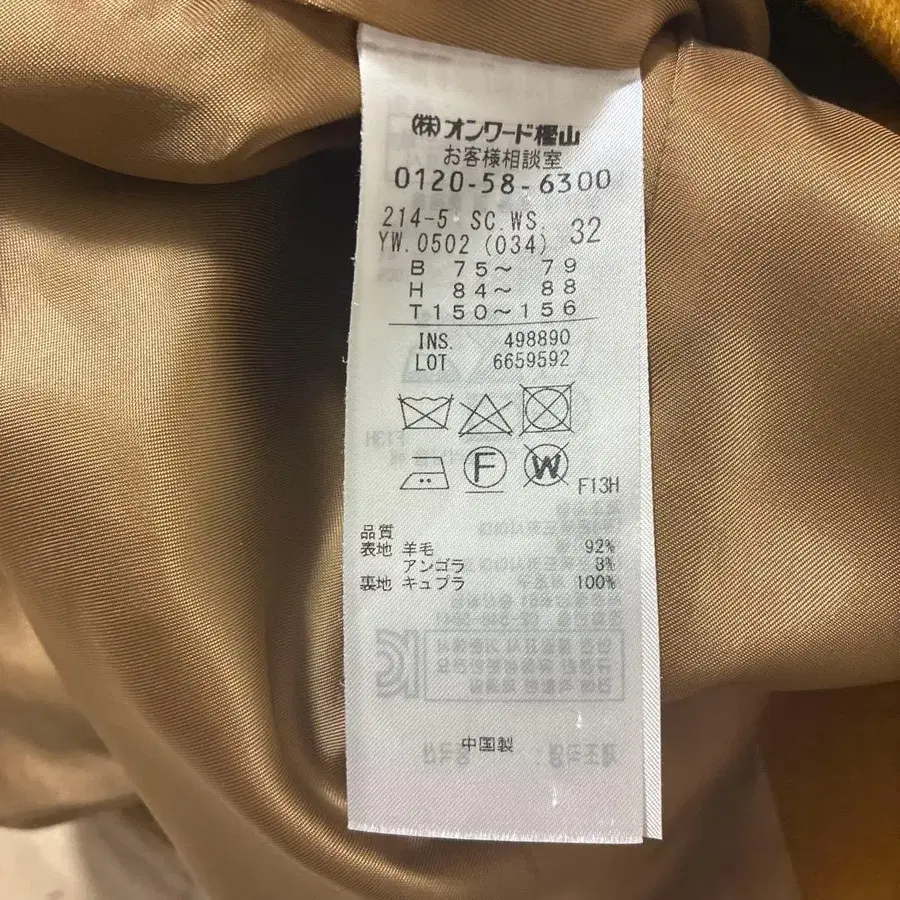 (株)オンワード樫山
お客様相談室
0120-58-6300
214-5 SC.WS. 32
YW.0502 (034)
B 75〜 79
H 84〜 88
T150〜156
INS. 498890
LOT 6659592
F W
F13H
品質
表地 羊毛 92%
アンゴラ 8%
裏地 キュプラ 100%
中国製